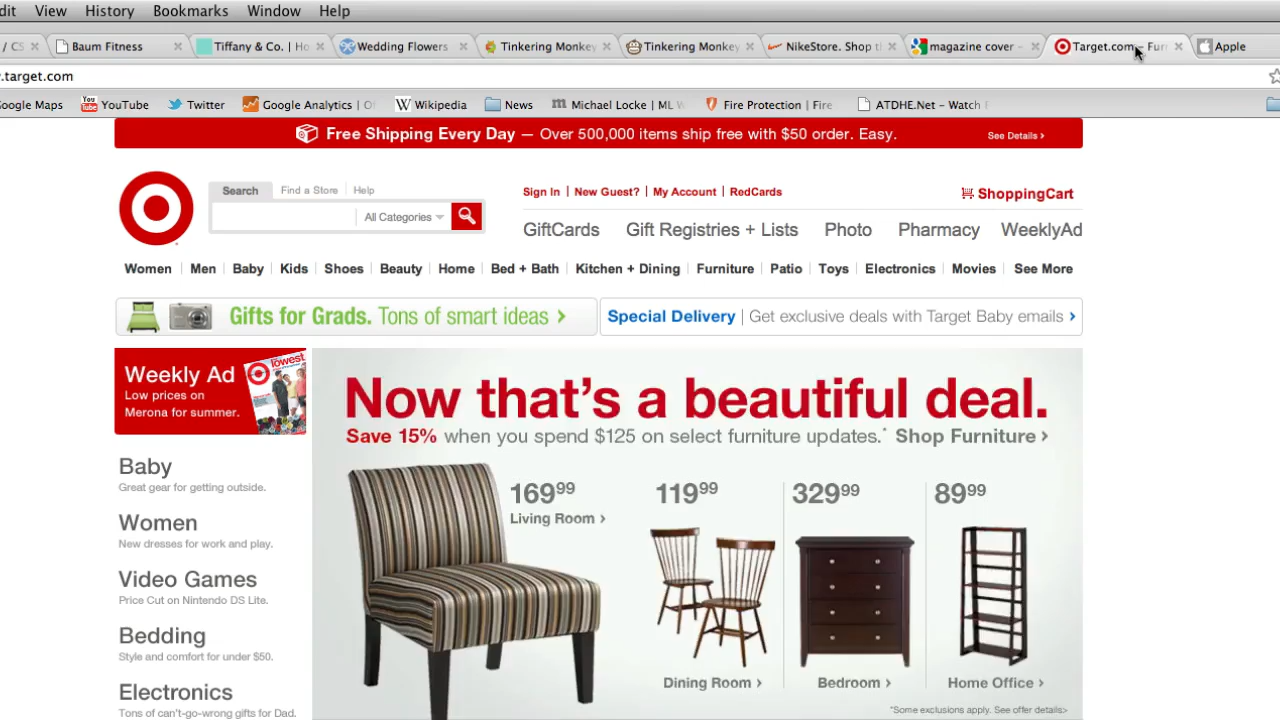 dit View History Bookmarks Window Help
/ CS Baum Fitness Tiffany & Co. | Ho Wedding Flowers Tinkering Monkey Tinkering Monkey NikeStore. Shop t magazine cover - Target.com - Furn Apple
.target.com
oogle Maps YouTube Twitter Google Analytics | O Wikipedia News Michael Locke | ML W Fire Protection | Fire ATDHE.Net - Watch F
Free Shipping Every Day — Over 500,000 items ship free with $50 order. Easy. See Details ›
Search Find a Store Help
Sign In | New Guest? | My Account | RedCards ShoppingCart
All Categories
GiftCards Gift Registries + Lists Photo Pharmacy WeeklyAd
Women Men Baby Kids Shoes Beauty Home Bed + Bath Kitchen + Dining Furniture Patio Toys Electronics Movies See More
Gifts for Grads. Tons of smart ideas ›
Special Delivery | Get exclusive deals with Target Baby emails ›
Weekly Ad
Low prices on
Merona for summer.
lowest
Now that's a beautiful deal.
Save 15% when you spend $125 on select furniture updates.* Shop Furniture ›
Baby
Great gear for getting outside.
Women
New dresses for work and play.
Video Games
Price Cut on Nintendo DS Lite.
Bedding
Style and comfort for under $50.
Electronics
Tons of can't-go-wrong gifts for Dad.
169 99
Living Room ›
119 99
Dining Room ›
329 99
Bedroom ›
89 99
Home Office ›
*Some exclusions apply. See offer details>